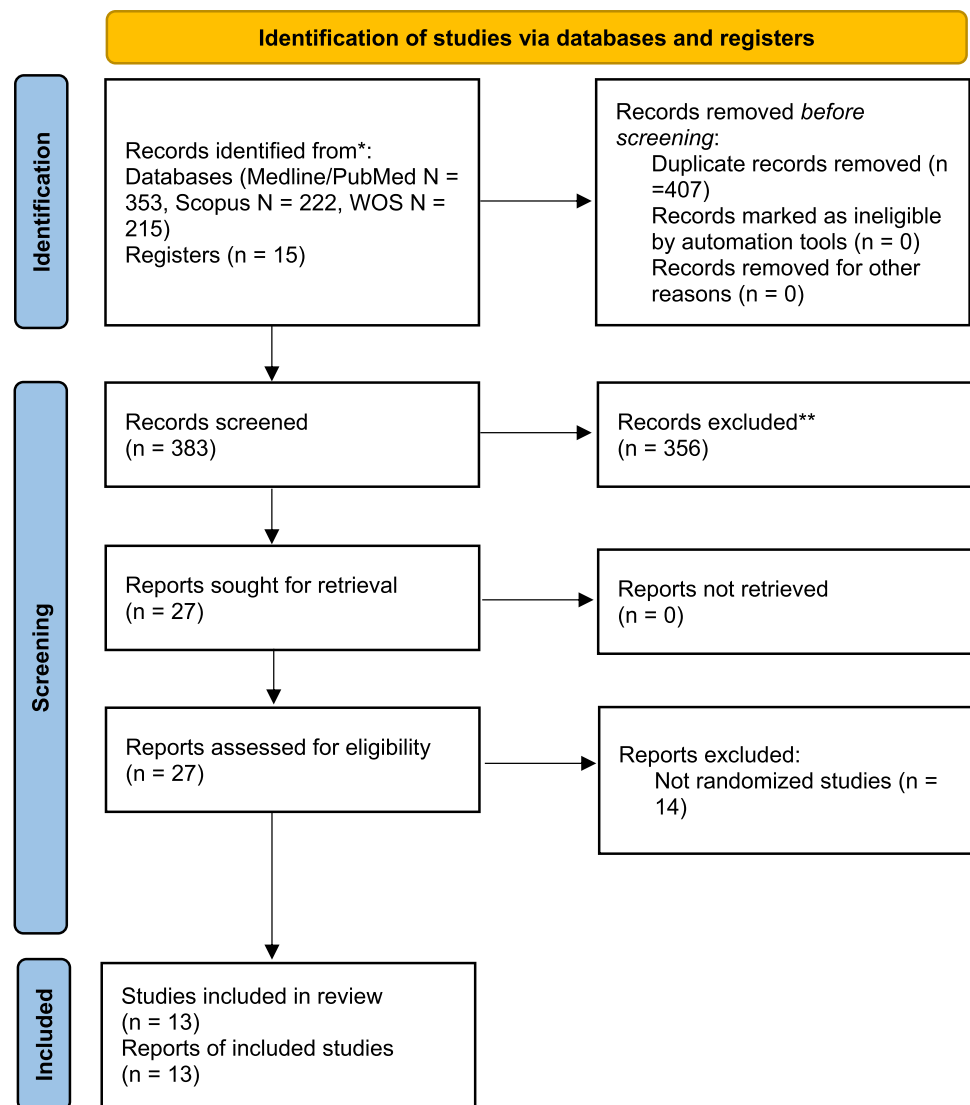 Identification of studies via databases and registers
Identification
Records identified from*:
Databases (Medline/PubMed N =
353, Scopus N = 222, WOS N =
215)
Registers (n = 15)
Records removed before
screening:
Duplicate records removed (n
=407)
Records marked as ineligible
by automation tools (n = 0)
Records removed for other
reasons (n = 0)
Screening
Records screened
(n = 383)
Records excluded**
(n = 356)
Reports sought for retrieval
(n = 27)
Reports not retrieved
(n = 0)
Reports assessed for eligibility
(n = 27)
Reports excluded:
Not randomized studies (n =
14)
Included
Studies included in review
(n = 13)
Reports of included studies
(n = 13)